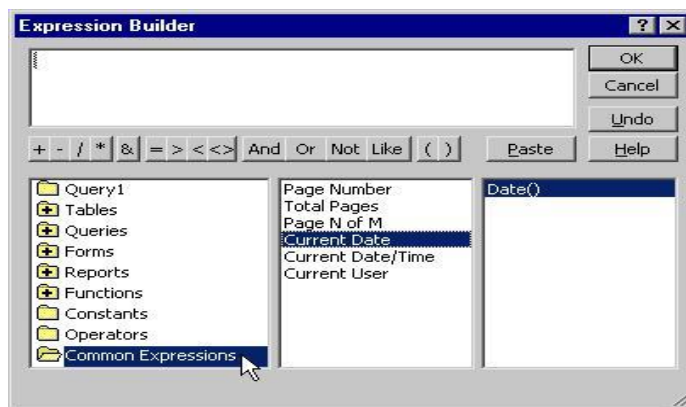 Expression Builder
OK
Cancel
Undo
+ - / * & = > < <> And Or Not Like ( ) Paste Help
Query1
Tables
Queries
Forms
Reports
Functions
Constants
Operators
Common Expressions
Page Number
Total Pages
Page N of M
Current Date
Current Date/Time
Current User
Date()